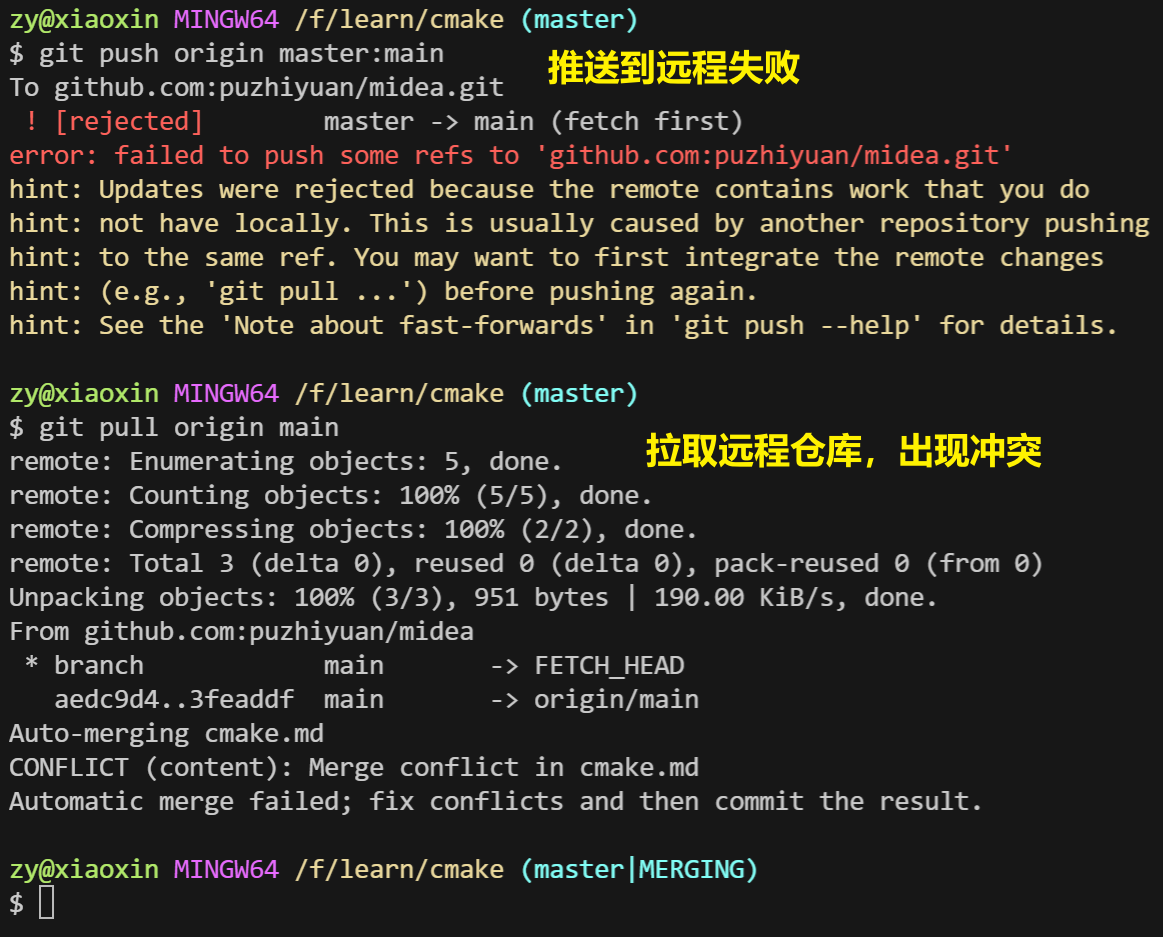 zy@xiaoxin MINGW64 /f/learn/cmake (master)
$ git push origin master:main
推送到远程失败
To github.com:puzhiyuan/midea.git
 ! [rejected]        master -> main (fetch first)
error: failed to push some refs to 'github.com:puzhiyuan/midea.git'
hint: Updates were rejected because the remote contains work that you do
hint: not have locally. This is usually caused by another repository pushing
hint: to the same ref. You may want to first integrate the remote changes
hint: (e.g., 'git pull ...') before pushing again.
hint: See the 'Note about fast-forwards' in 'git push --help' for details.
zy@xiaoxin MINGW64 /f/learn/cmake (master)
$ git pull origin main
拉取远程仓库，出现冲突
remote: Enumerating objects: 5, done.
remote: Counting objects: 100% (5/5), done.
remote: Compressing objects: 100% (2/2), done.
remote: Total 3 (delta 0), reused 0 (delta 0), pack-reused 0 (from 0)
Unpacking objects: 100% (3/3), 951 bytes | 190.00 KiB/s, done.
From github.com:puzhiyuan/midea
 * branch            main       -> FETCH_HEAD
   aedc9d4..3feaddf  main       -> origin/main
Auto-merging cmake.md
CONFLICT (content): Merge conflict in cmake.md
Automatic merge failed; fix conflicts and then commit the result.
zy@xiaoxin MINGW64 /f/learn/cmake (master|MERGING)
$